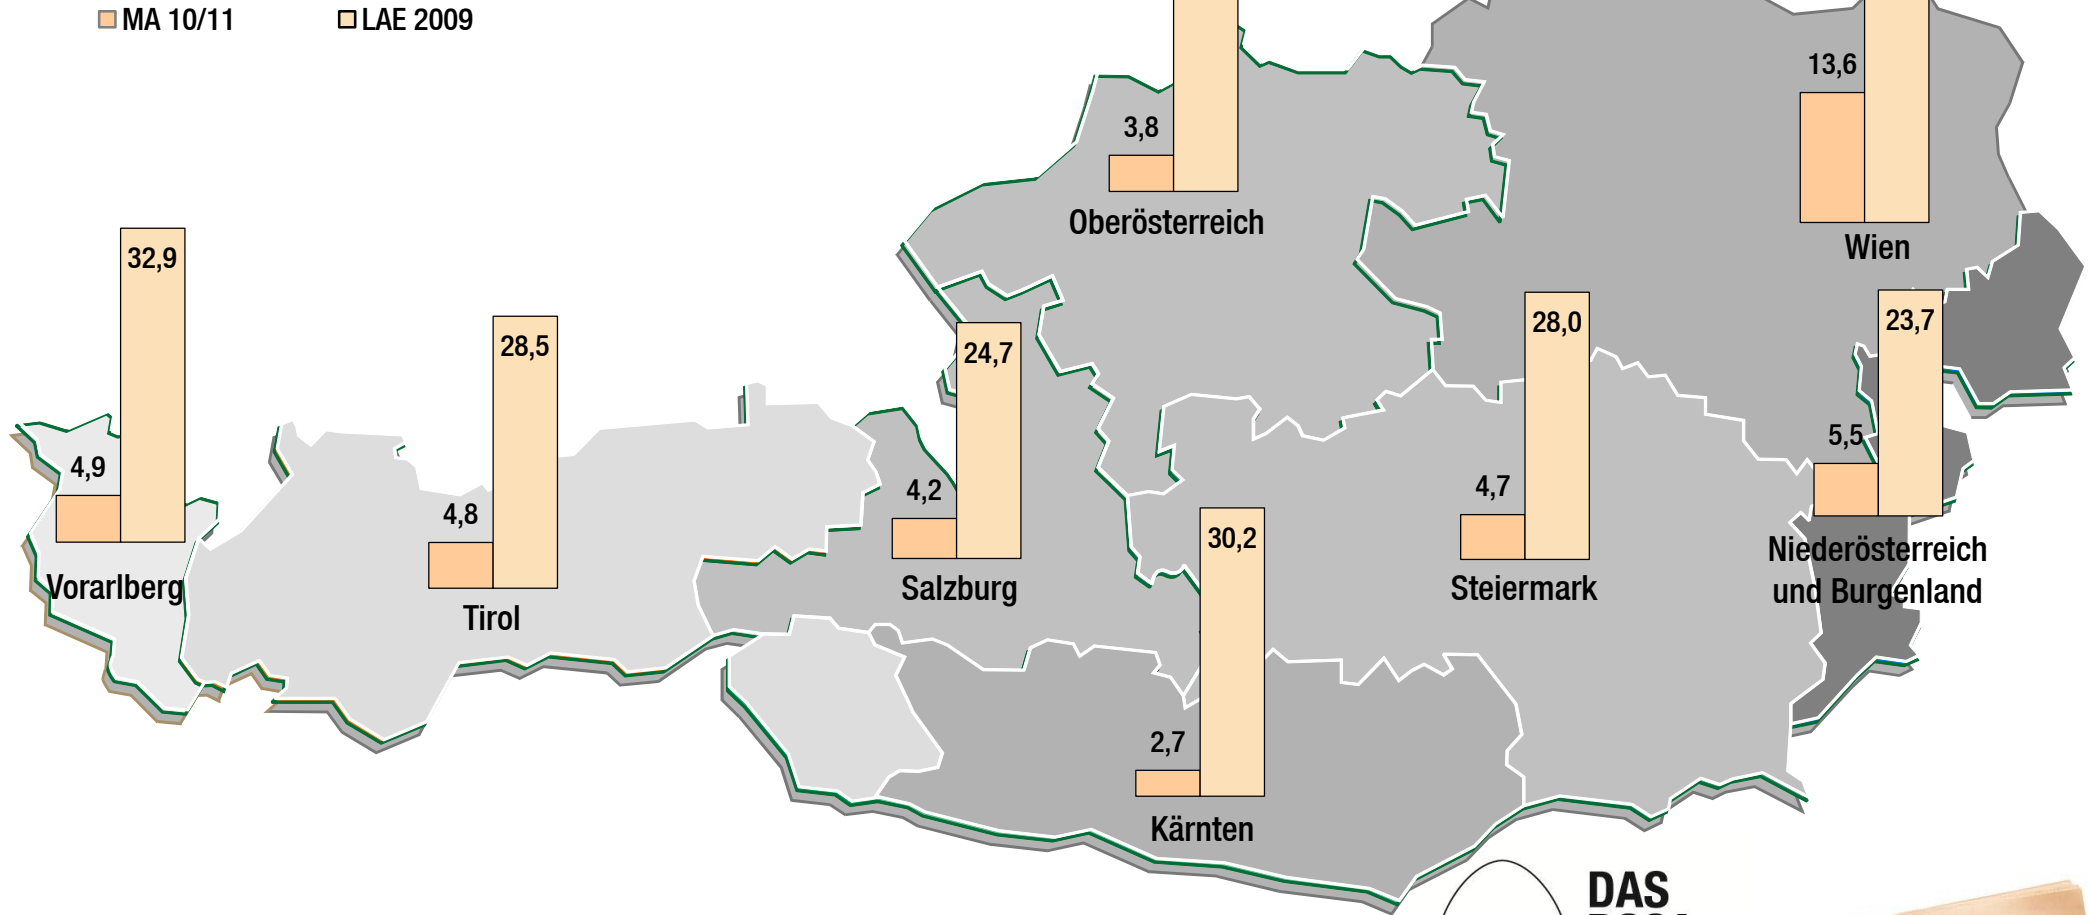 MA 10/11 LAE 2009
13,6
3,8
Oberösterreich
Wien
32,9
28,5
24,7
28,0
23,7
4,9
4,8
4,2
4,7
5,5
30,2
Vorarlberg
Tirol
Salzburg
Steiermark
Niederösterreich
und Burgenland
2,7
Kärnten
DAS